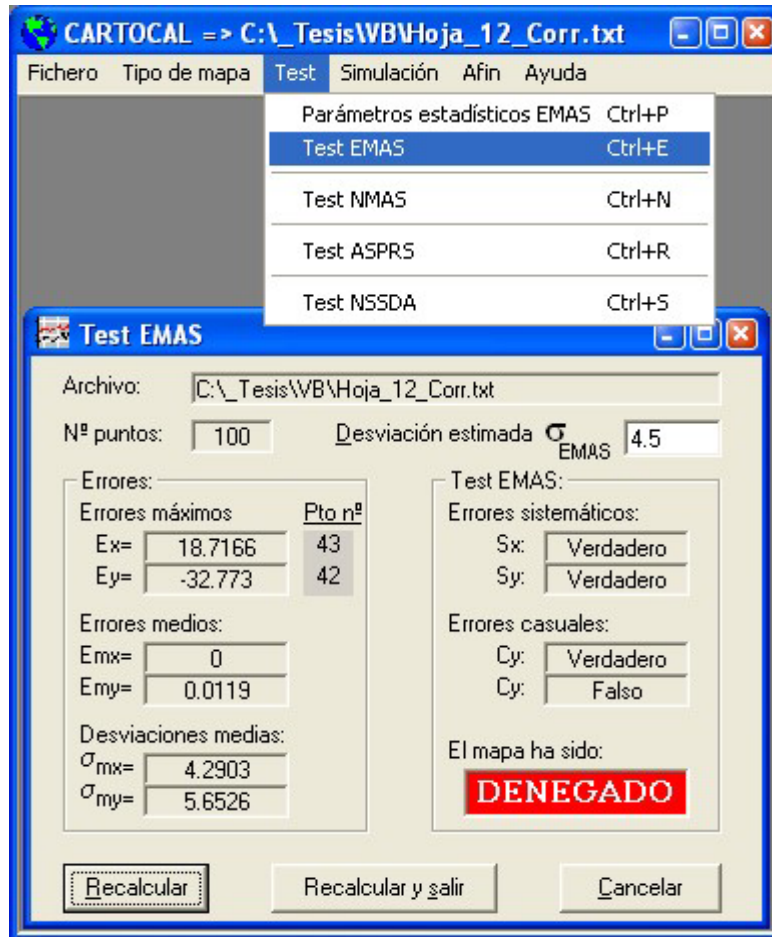 CARTOCAL => C:\_Tesis\VB\Hoja_12_Corr.txt
Fichero Tipo de mapa Test Simulación Afin Ayuda
Parámetros estadísticos EMAS Ctrl+P
Test EMAS Ctrl+E
Test NMAS Ctrl+N
Test ASPRS Ctrl+R
Test NSSDA Ctrl+S
Test EMAS
Archivo: C:\_Tesis\VB\Hoja_12_Corr.txt
Nº puntos: 100 Desviación estimada σ EMAS 4.5
Errores:
Errores máximos Pto nº
Ex= 18.7166 43
Ey= -32.773 42
Errores medios:
Emx= 0
Emy= 0.0119
Desviaciones medias:
σmx= 4.2903
σmy= 5.6526
Test EMAS:
Errores sistemáticos:
Sx: Verdadero
Sy: Verdadero
Errores casuales:
Cy: Verdadero
Cy: Falso
El mapa ha sido:
DENEGADO
Recalcular Recalcular y salir Cancelar